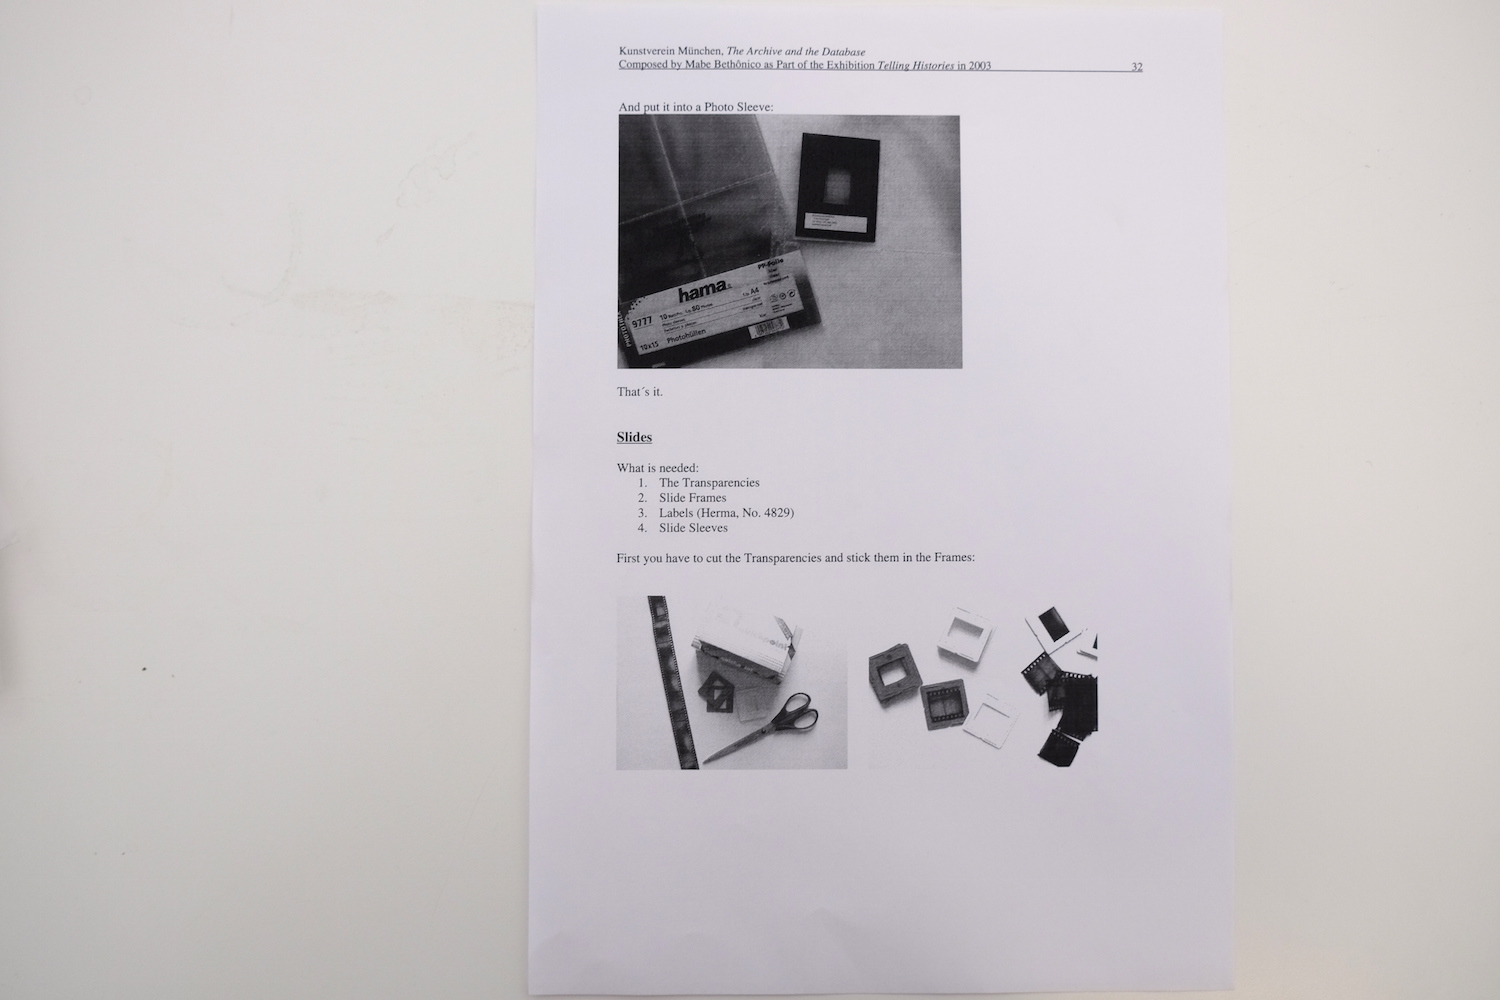 Kunstverein München, The Archive and the Database
Composed by Mabe Bethônico as Part of the Exhibition Telling Histories in 2003 32
And put it into a Photo Sleeve:
hama
PP-Folie
A4
9777 10 50
10x15 Photohüllen
That´s it.
Slides
What is needed:
1. The Transparencies
2. Slide Frames
3. Labels (Herma, No. 4829)
4. Slide Sleeves
First you have to cut the Transparencies and stick them in the Frames: